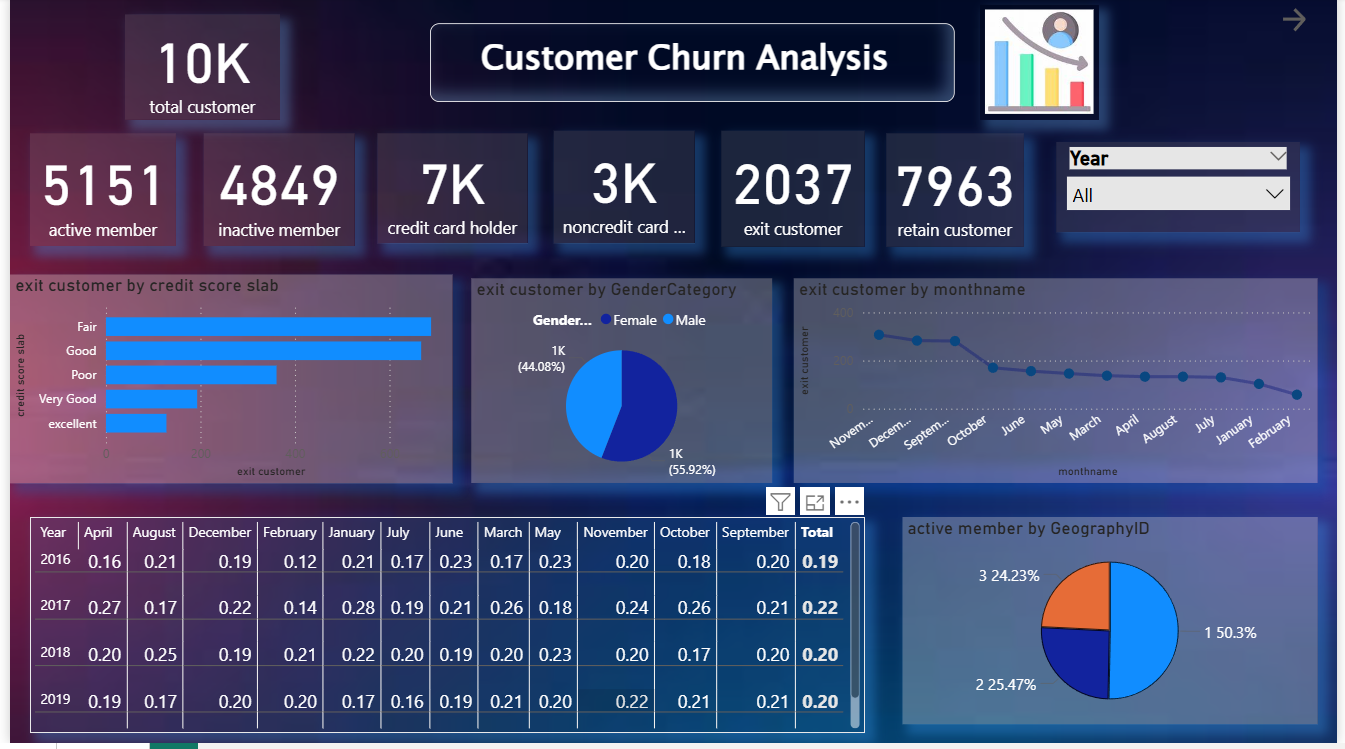 10K
total customer
Customer Churn Analysis
5151
active member
4849
inactive member
7K
credit card holder
3K
noncredit card ...
2037
exit customer
7963
retain customer
Year
All
exit customer by credit score slab
credit score slab
Fair
Good
Poor
Very Good
excellent
0 200 400
exit customer
exit customer by GenderCategory
Gender... Female Male
1K
(44.08%)
1K
(55.92%)
exit customer by monthname
exit customer
400
200
0
Novem... Decem... Septem... October June May March April August July January February
monthname
Year April August December February January July June March May November October September Total
2016 0.16 0.21 0.19 0.12 0.21 0.17 0.23 0.17 0.23 0.20 0.18 0.20 0.19
2017 0.27 0.17 0.22 0.14 0.28 0.19 0.21 0.26 0.18 0.24 0.26 0.21 0.22
2018 0.20 0.25 0.19 0.21 0.22 0.20 0.19 0.20 0.23 0.20 0.17 0.20 0.20
2019 0.19 0.17 0.20 0.20 0.17 0.16 0.19 0.21 0.20 0.22 0.21 0.21 0.20
active member by GeographyID
3 24.23%
1 50.3%
2 25.47%